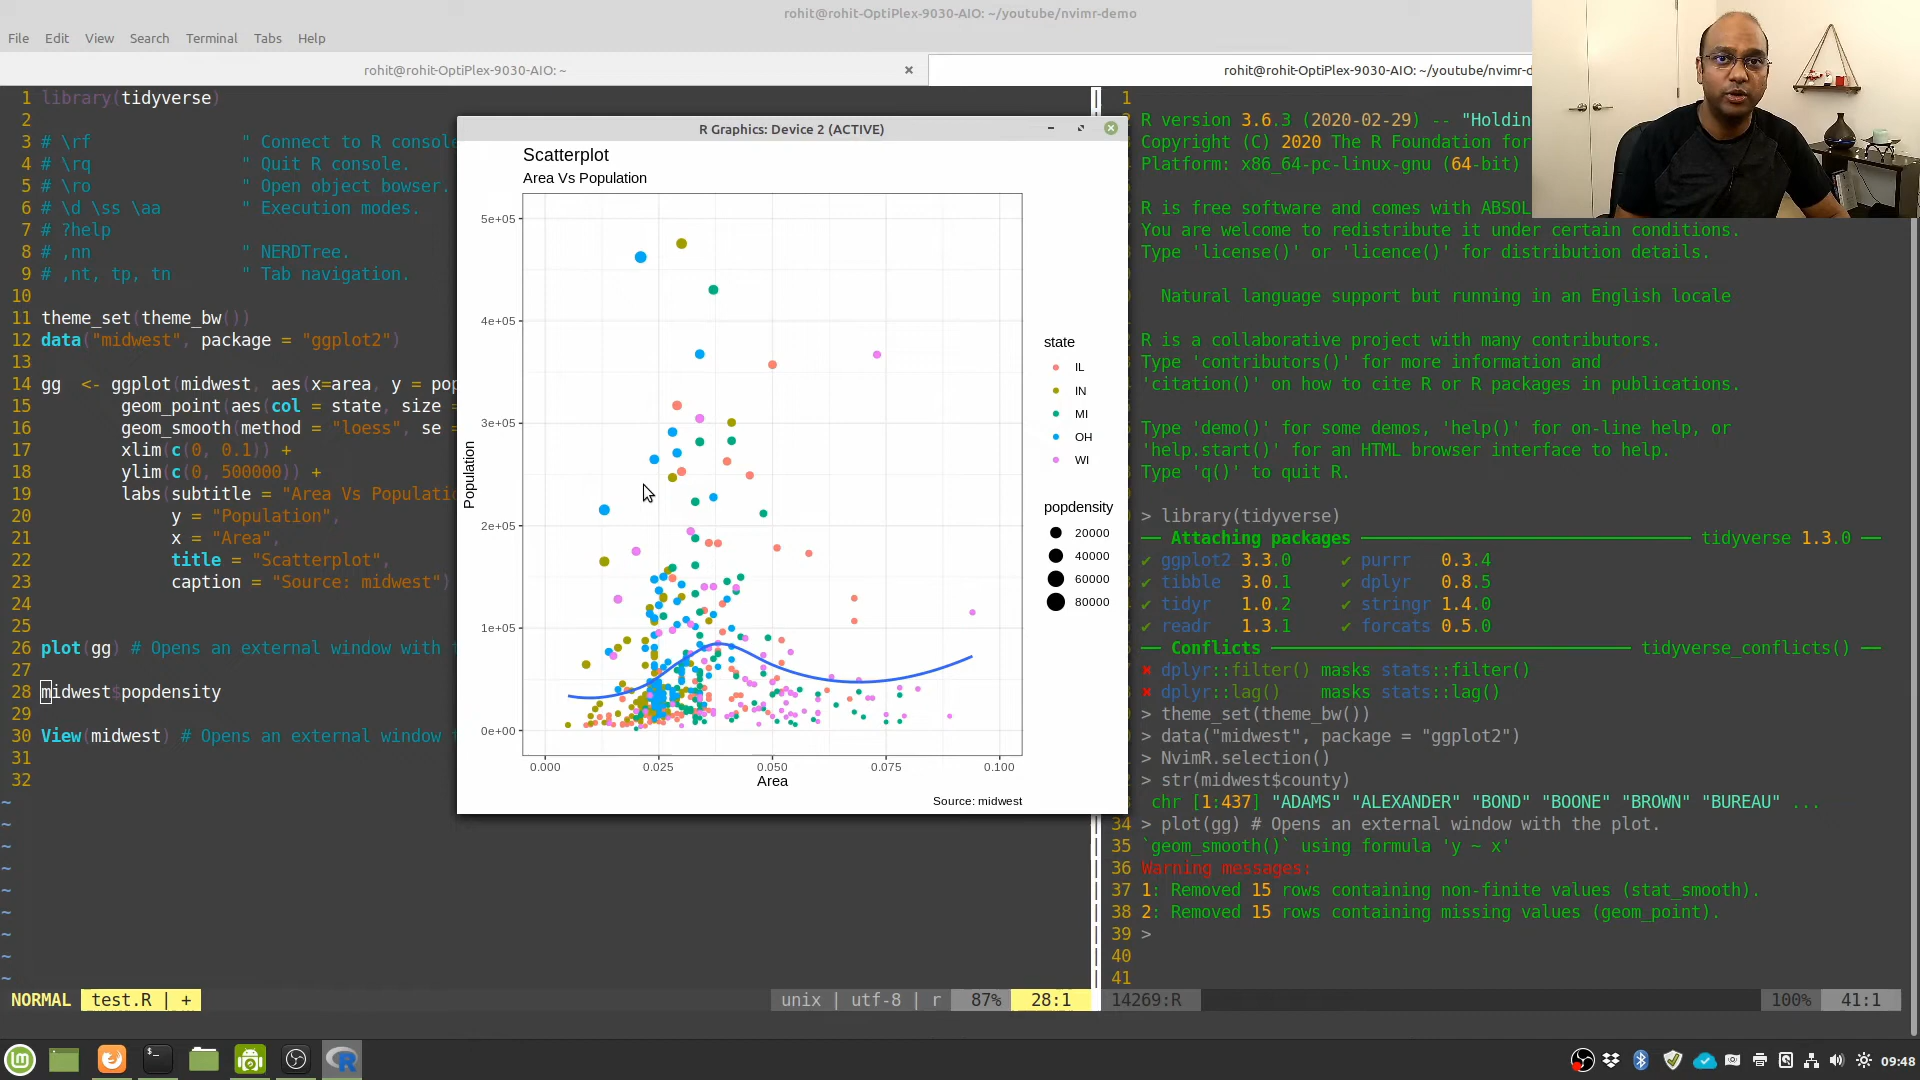 rohit@rohit-OptiPlex-9030-AIO: ~/youtube/nvimr-demo
File Edit View Search Terminal Tabs Help
rohit@rohit-OptiPlex-9030-AIO: ~ ×
rohit@rohit-OptiPlex-9030-AIO: ~/youtube/nvimr-d
1 library(tidyverse)
2
3 # \rf " Connect to R console
4 # \rq " Quit R console.
5 # \ro " Open object bowser.
6 # \d \ss \aa " Execution modes.
7 # ?help
8 # ,nn " NERDTree.
9 # ,nt, tp, tn " Tab navigation.
10
11 theme_set(theme_bw())
12 data("midwest", package = "ggplot2")
13
14 gg <- ggplot(midwest, aes(x=area, y = pop
15 geom_point(aes(col = state, size =
16 geom_smooth(method = "loess", se =
17 xlim(c(0, 0.1)) +
18 ylim(c(0, 500000)) +
19 labs(subtitle = "Area Vs Populatio
20 y = "Population",
21 x = "Area",
22 title = "Scatterplot",
23 caption = "Source: midwest")
24
25
26 plot(gg) # Opens an external window with
27
28 midwest$popdensity
29
30 View(midwest) # Opens an external window
31
32
~
~
~
~
~
~
~
~
~
NORMAL test.R | + unix | utf-8 | r 87% 28:1
R Graphics: Device 2 (ACTIVE)
Scatterplot
Area Vs Population
5e+05
4e+05
3e+05
2e+05
1e+05
0e+00
Population
0.000 0.025 0.050 0.075 0.100
Area
Source: midwest
state
IL
IN
MI
OH
WI
popdensity
20000
40000
60000
80000
1
R version 3.6.3 (2020-02-29) -- "Holdin
Copyright (C) 2020 The R Foundation for
Platform: x86_64-pc-linux-gnu (64-bit)
R is free software and comes with ABSOL
You are welcome to redistribute it under certain conditions.
Type 'license()' or 'licence()' for distribution details.
Natural language support but running in an English locale
R is a collaborative project with many contributors.
Type 'contributors()' for more information and
'citation()' on how to cite R or R packages in publications.
Type 'demo()' for some demos, 'help()' for on-line help, or
'help.start()' for an HTML browser interface to help.
Type 'q()' to quit R.
> library(tidyverse)
── Attaching packages ──────────── tidyverse 1.3.0 ──
✔ ggplot2 3.3.0 ✔ purrr 0.3.4
✔ tibble 3.0.1 ✔ dplyr 0.8.5
✔ tidyr 1.0.2 ✔ stringr 1.4.0
✔ readr 1.3.1 ✔ forcats 0.5.0
── Conflicts ──────────── tidyverse_conflicts() ──
✖ dplyr::filter() masks stats::filter()
✖ dplyr::lag() masks stats::lag()
> theme_set(theme_bw())
> data("midwest", package = "ggplot2")
> NvimR.selection()
> str(midwest$county)
chr [1:437] "ADAMS" "ALEXANDER" "BOND" "BOONE" "BROWN" "BUREAU" ...
34 > plot(gg) # Opens an external window with the plot.
35 `geom_smooth()` using formula 'y ~ x'
36 Warning messages:
37 1: Removed 15 rows containing non-finite values (stat_smooth).
38 2: Removed 15 rows containing missing values (geom_point).
39 >
40
41
14269:R 100% 41:1
09:48